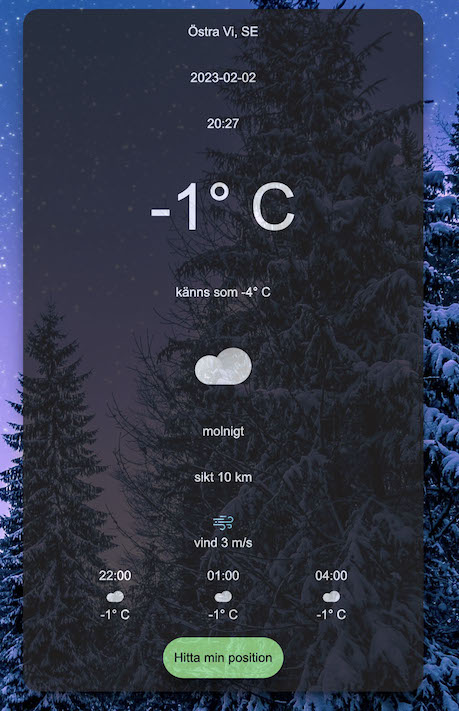 Östra Vi, SE
2023-02-02
20:27
-1° C
känns som -4° C
molnigt
sikt 10 km
vind 3 m/s
22:00 01:00 04:00
-1° C -1° C -1° C
Hitta min position